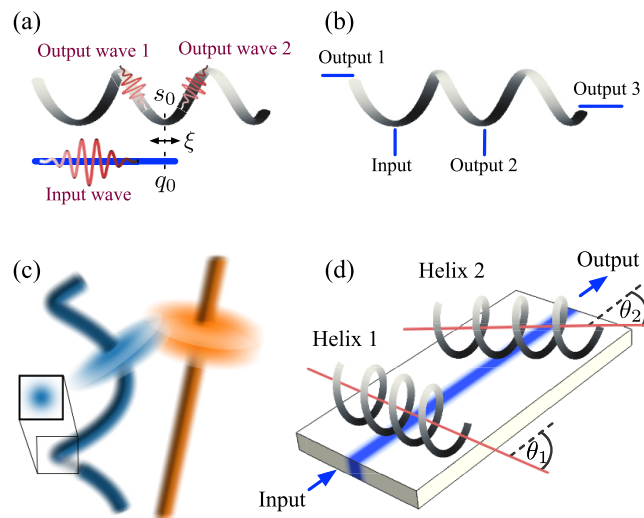 (a)
Output wave 1
Output wave 2
s₀
ξ
q₀
Input wave
(b)
Output 1
Output 3
Input
Output 2
(c)
(d)
Output
Helix 2
θ₂
Helix 1
θ₁
Input